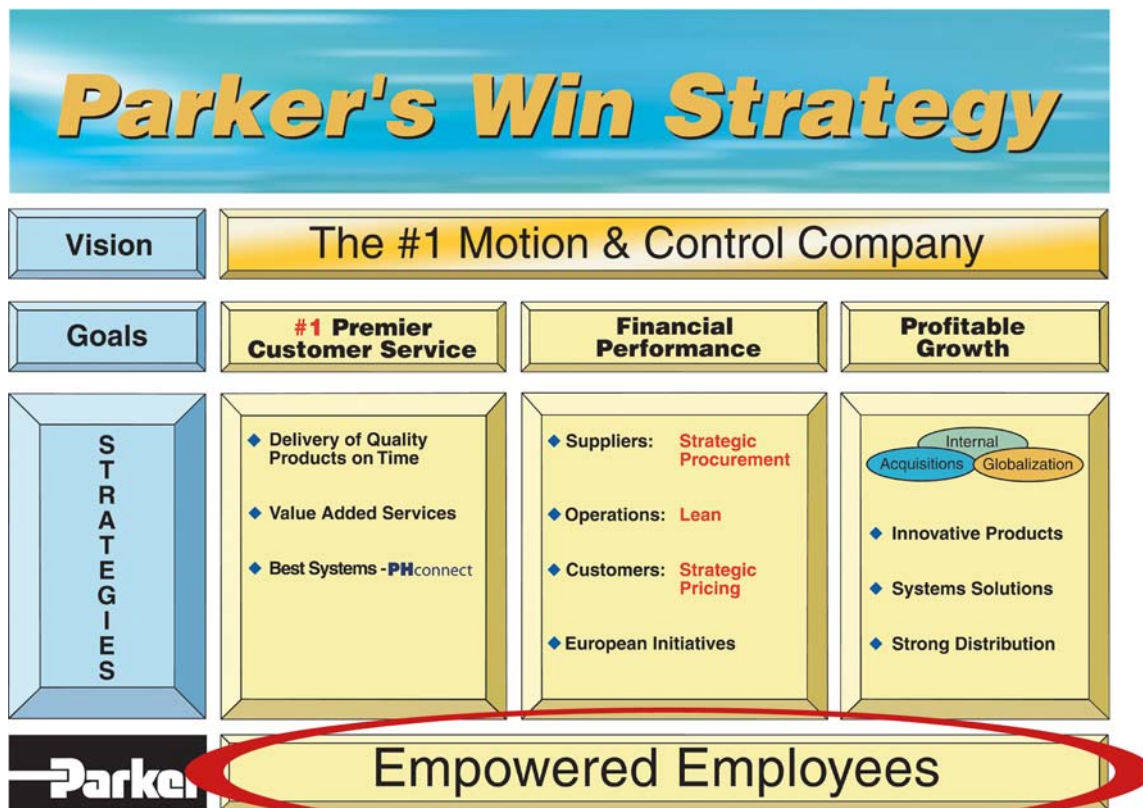 Parker's Win Strategy
Vision
The #1 Motion & Control Company
Goals
#1 Premier
Customer Service
Financial
Performance
Profitable
Growth
STRATEGIES
◆ Delivery of Quality
Products on Time
◆ Value Added Services
◆ Best Systems - PHconnect
◆ Suppliers: Strategic
Procurement
◆ Operations: Lean
◆ Customers: Strategic
Pricing
◆ European Initiatives
Internal
Acquisitions Globalization
◆ Innovative Products
◆ Systems Solutions
◆ Strong Distribution
Parker
Empowered Employees